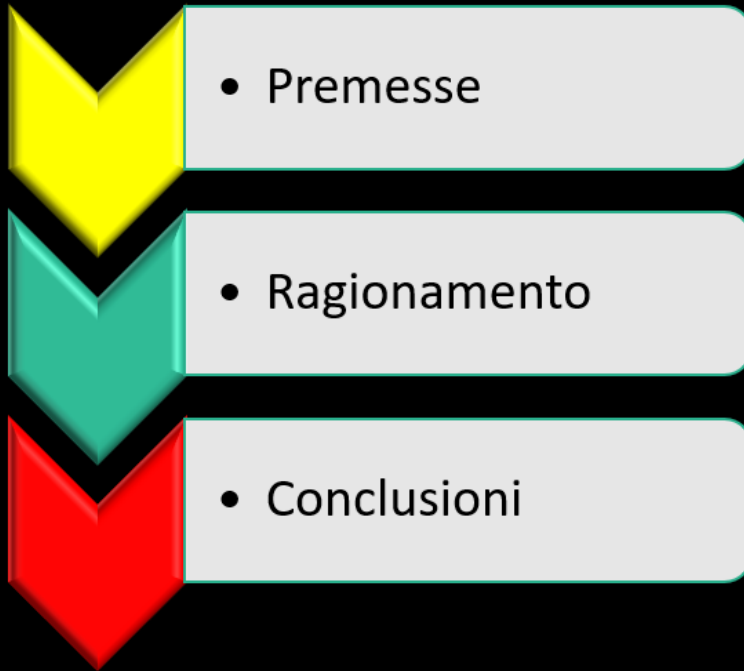 • Premesse
• Ragionamento
• Conclusioni